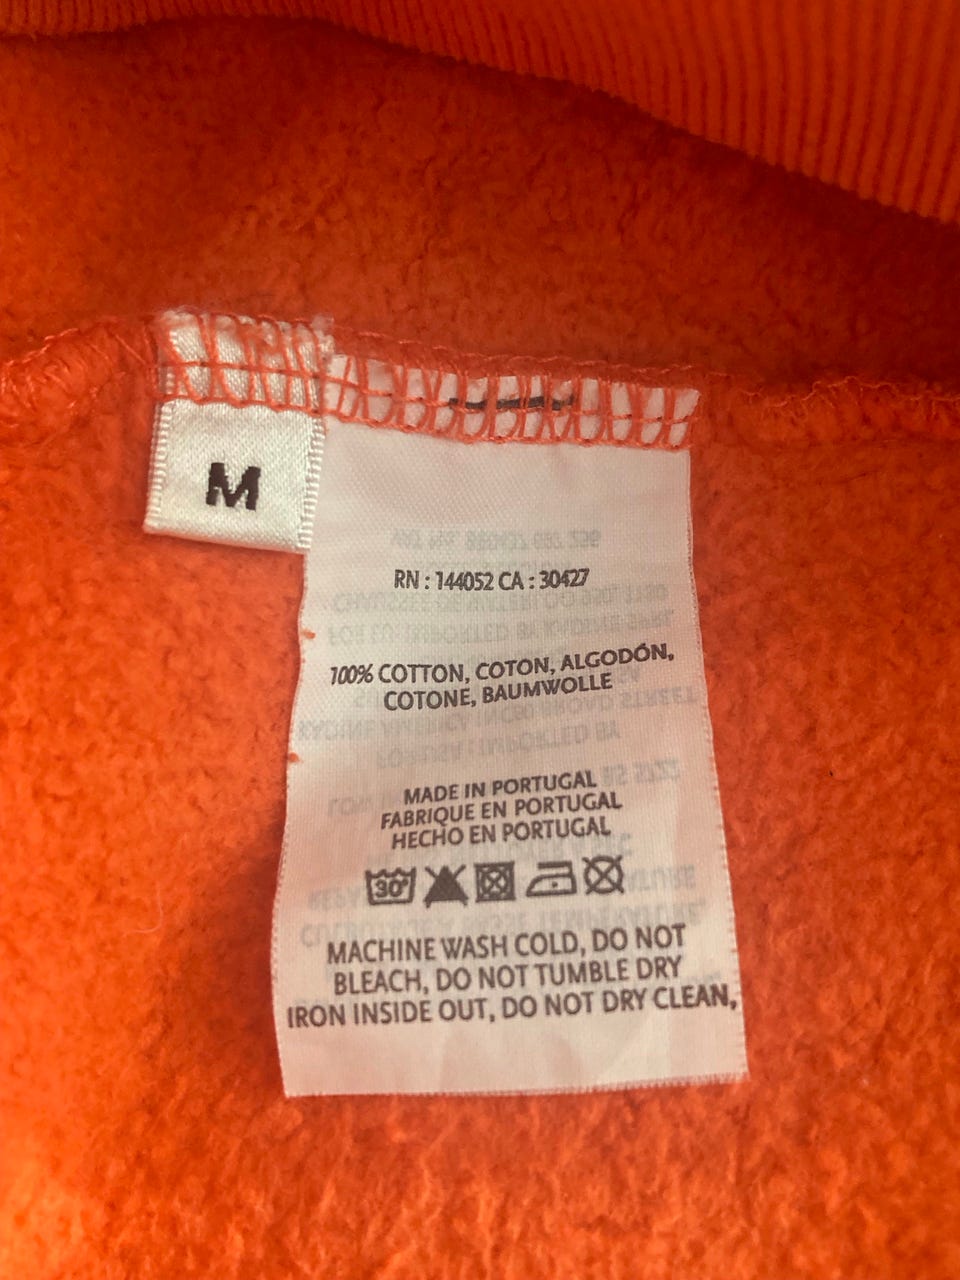 M
RN : 144052 CA : 30427
100% COTTON, COTON, ALGODÓN,
COTONE, BAUMWOLLE
MADE IN PORTUGAL
FABRIQUE EN PORTUGAL
HECHO EN PORTUGAL
30°
MACHINE WASH COLD, DO NOT
BLEACH, DO NOT TUMBLE DRY
IRON INSIDE OUT, DO NOT DRY CLEAN,